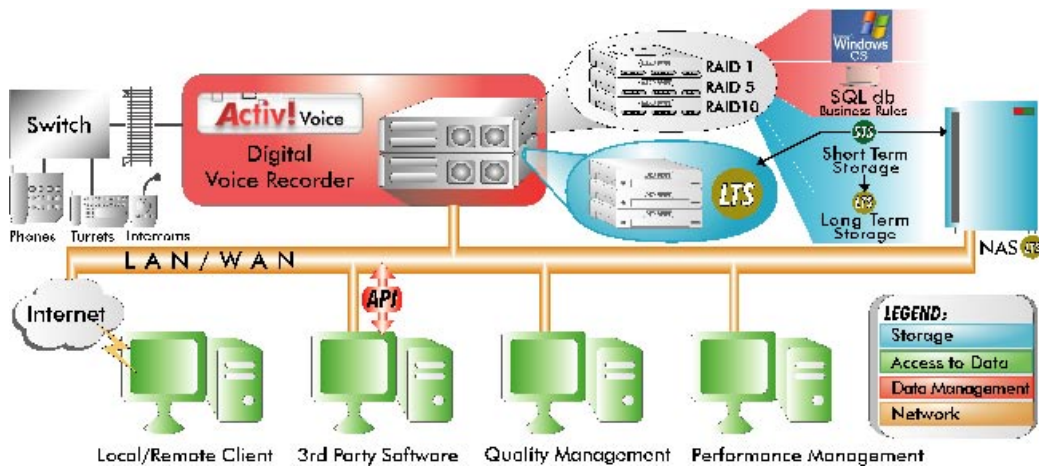 Switch
Phones
Turrets
Intercoms
Activ! Voice
Digital
Voice Recorder
RAID 1
RAID 5
RAID10
Windows
OS
SQL db
Business Rules
STS
Short Term
Storage
LTS
Long Term
Storage
LTS
NAS LTS
LAN/WAN
Internet
API
Local/Remote Client
3rd Party Software
Quality Management
Performance Management
LEGEND:
Storage
Access to Data
Data Management
Network